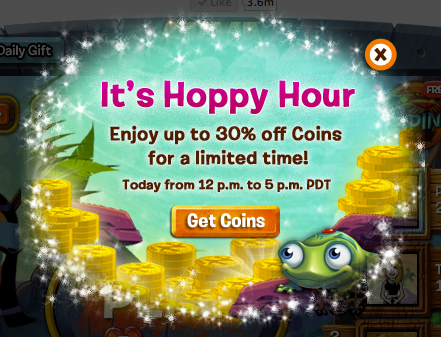 Like
3.6m
Daily Gift
It's Hoppy Hour
FREE
Enjoy up to 30% off Coins
for a limited time!
Today from 12 p.m. to 5 p.m. PDT
Get Coins